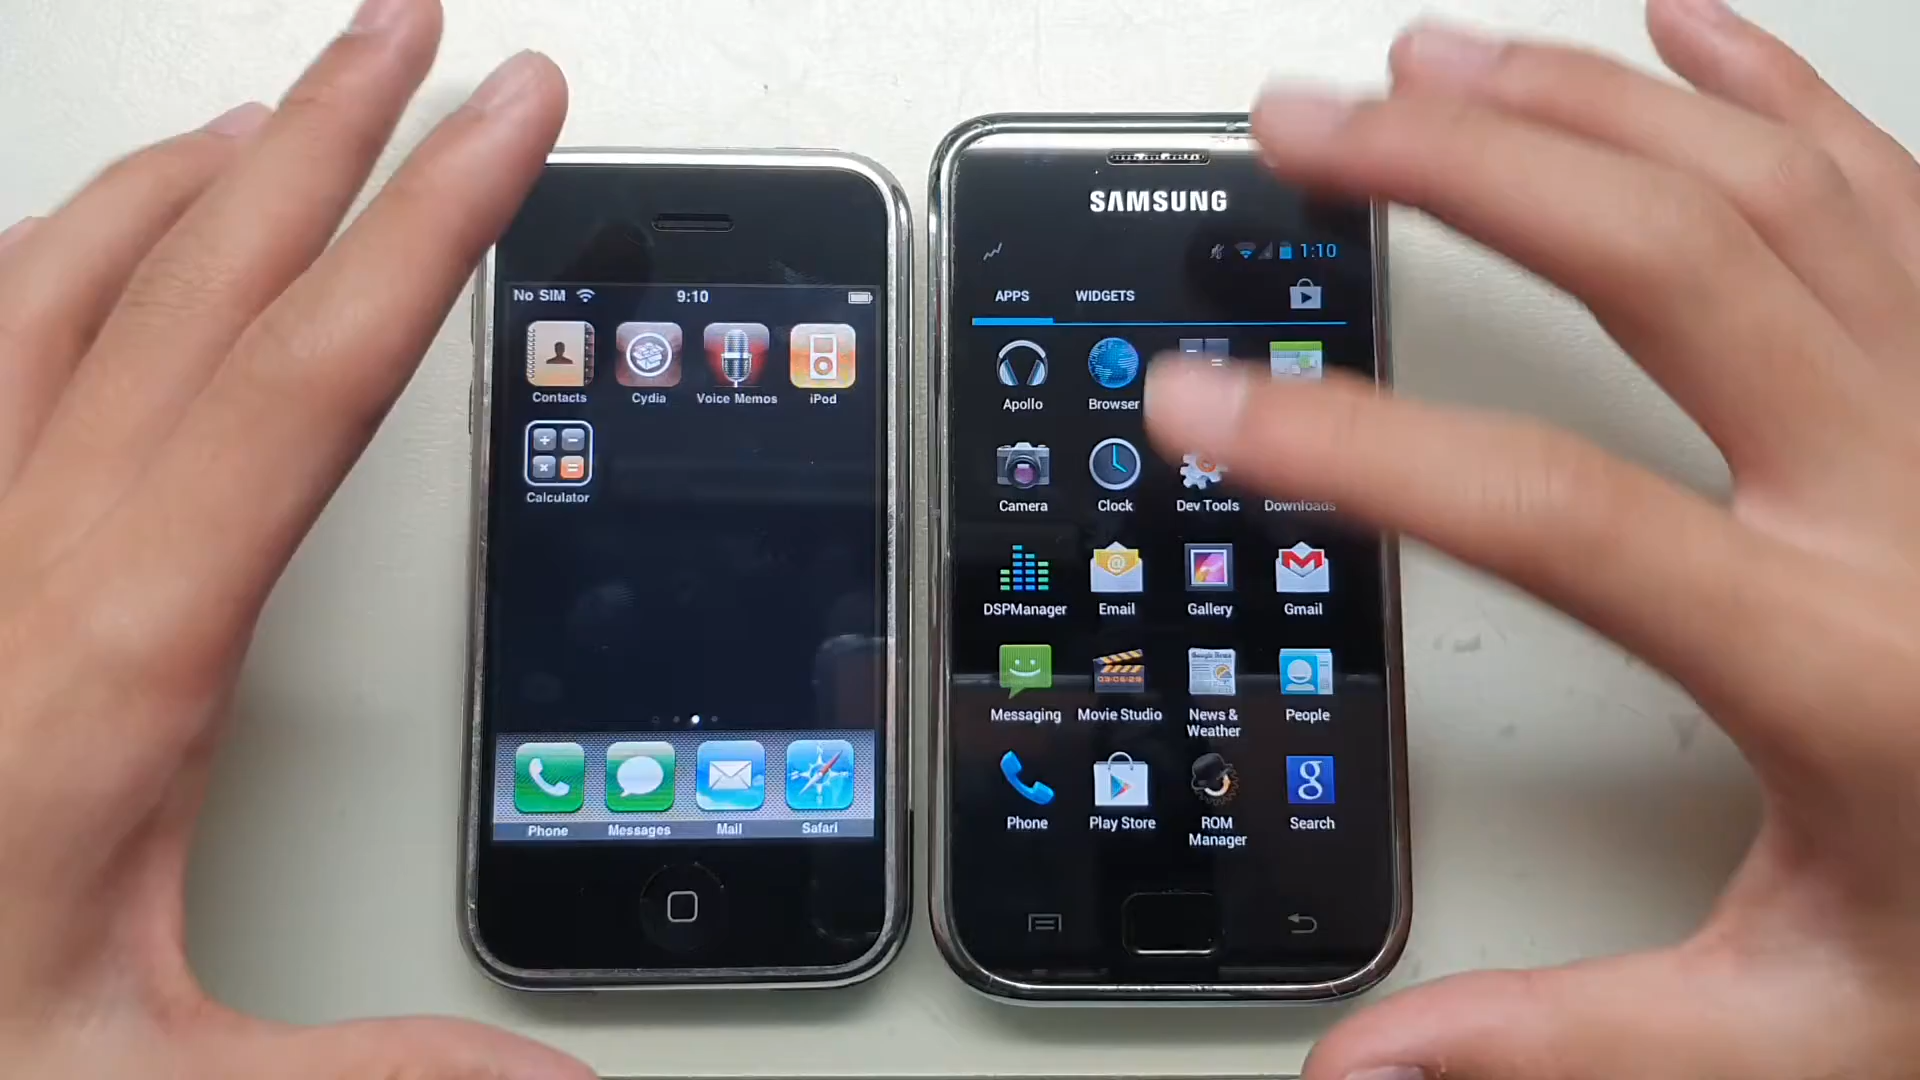 No SIM 9:10
Contacts Cydia Voice Memos iPod
Calculator
Phone Messages Mail Safari
SAMSUNG
1:10
APPS WIDGETS
Apollo Browser
Camera Clock Dev Tools Downloads
DSPManager Email Gallery Gmail
Messaging Movie Studio News & People
Weather
Phone Play Store ROM Search
Manager